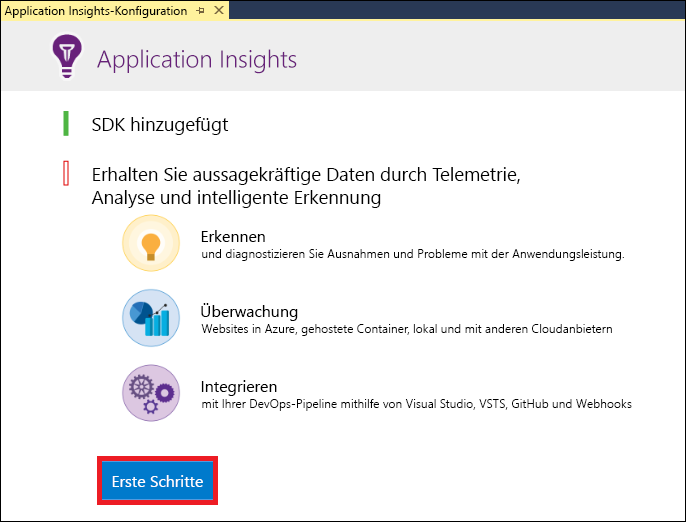 Application Insights-Konfiguration
Application Insights
SDK hinzugefügt
Erhalten Sie aussagekräftige Daten durch Telemetrie,
Analyse und intelligente Erkennung
Erkennen
und diagnostizieren Sie Ausnahmen und Probleme mit der Anwendungsleistung.
Überwachung
Websites in Azure, gehostete Container, lokal und mit anderen Cloudanbietern
Integrieren
mit Ihrer DevOps-Pipeline mithilfe von Visual Studio, VSTS, GitHub und Webhooks
Erste Schritte